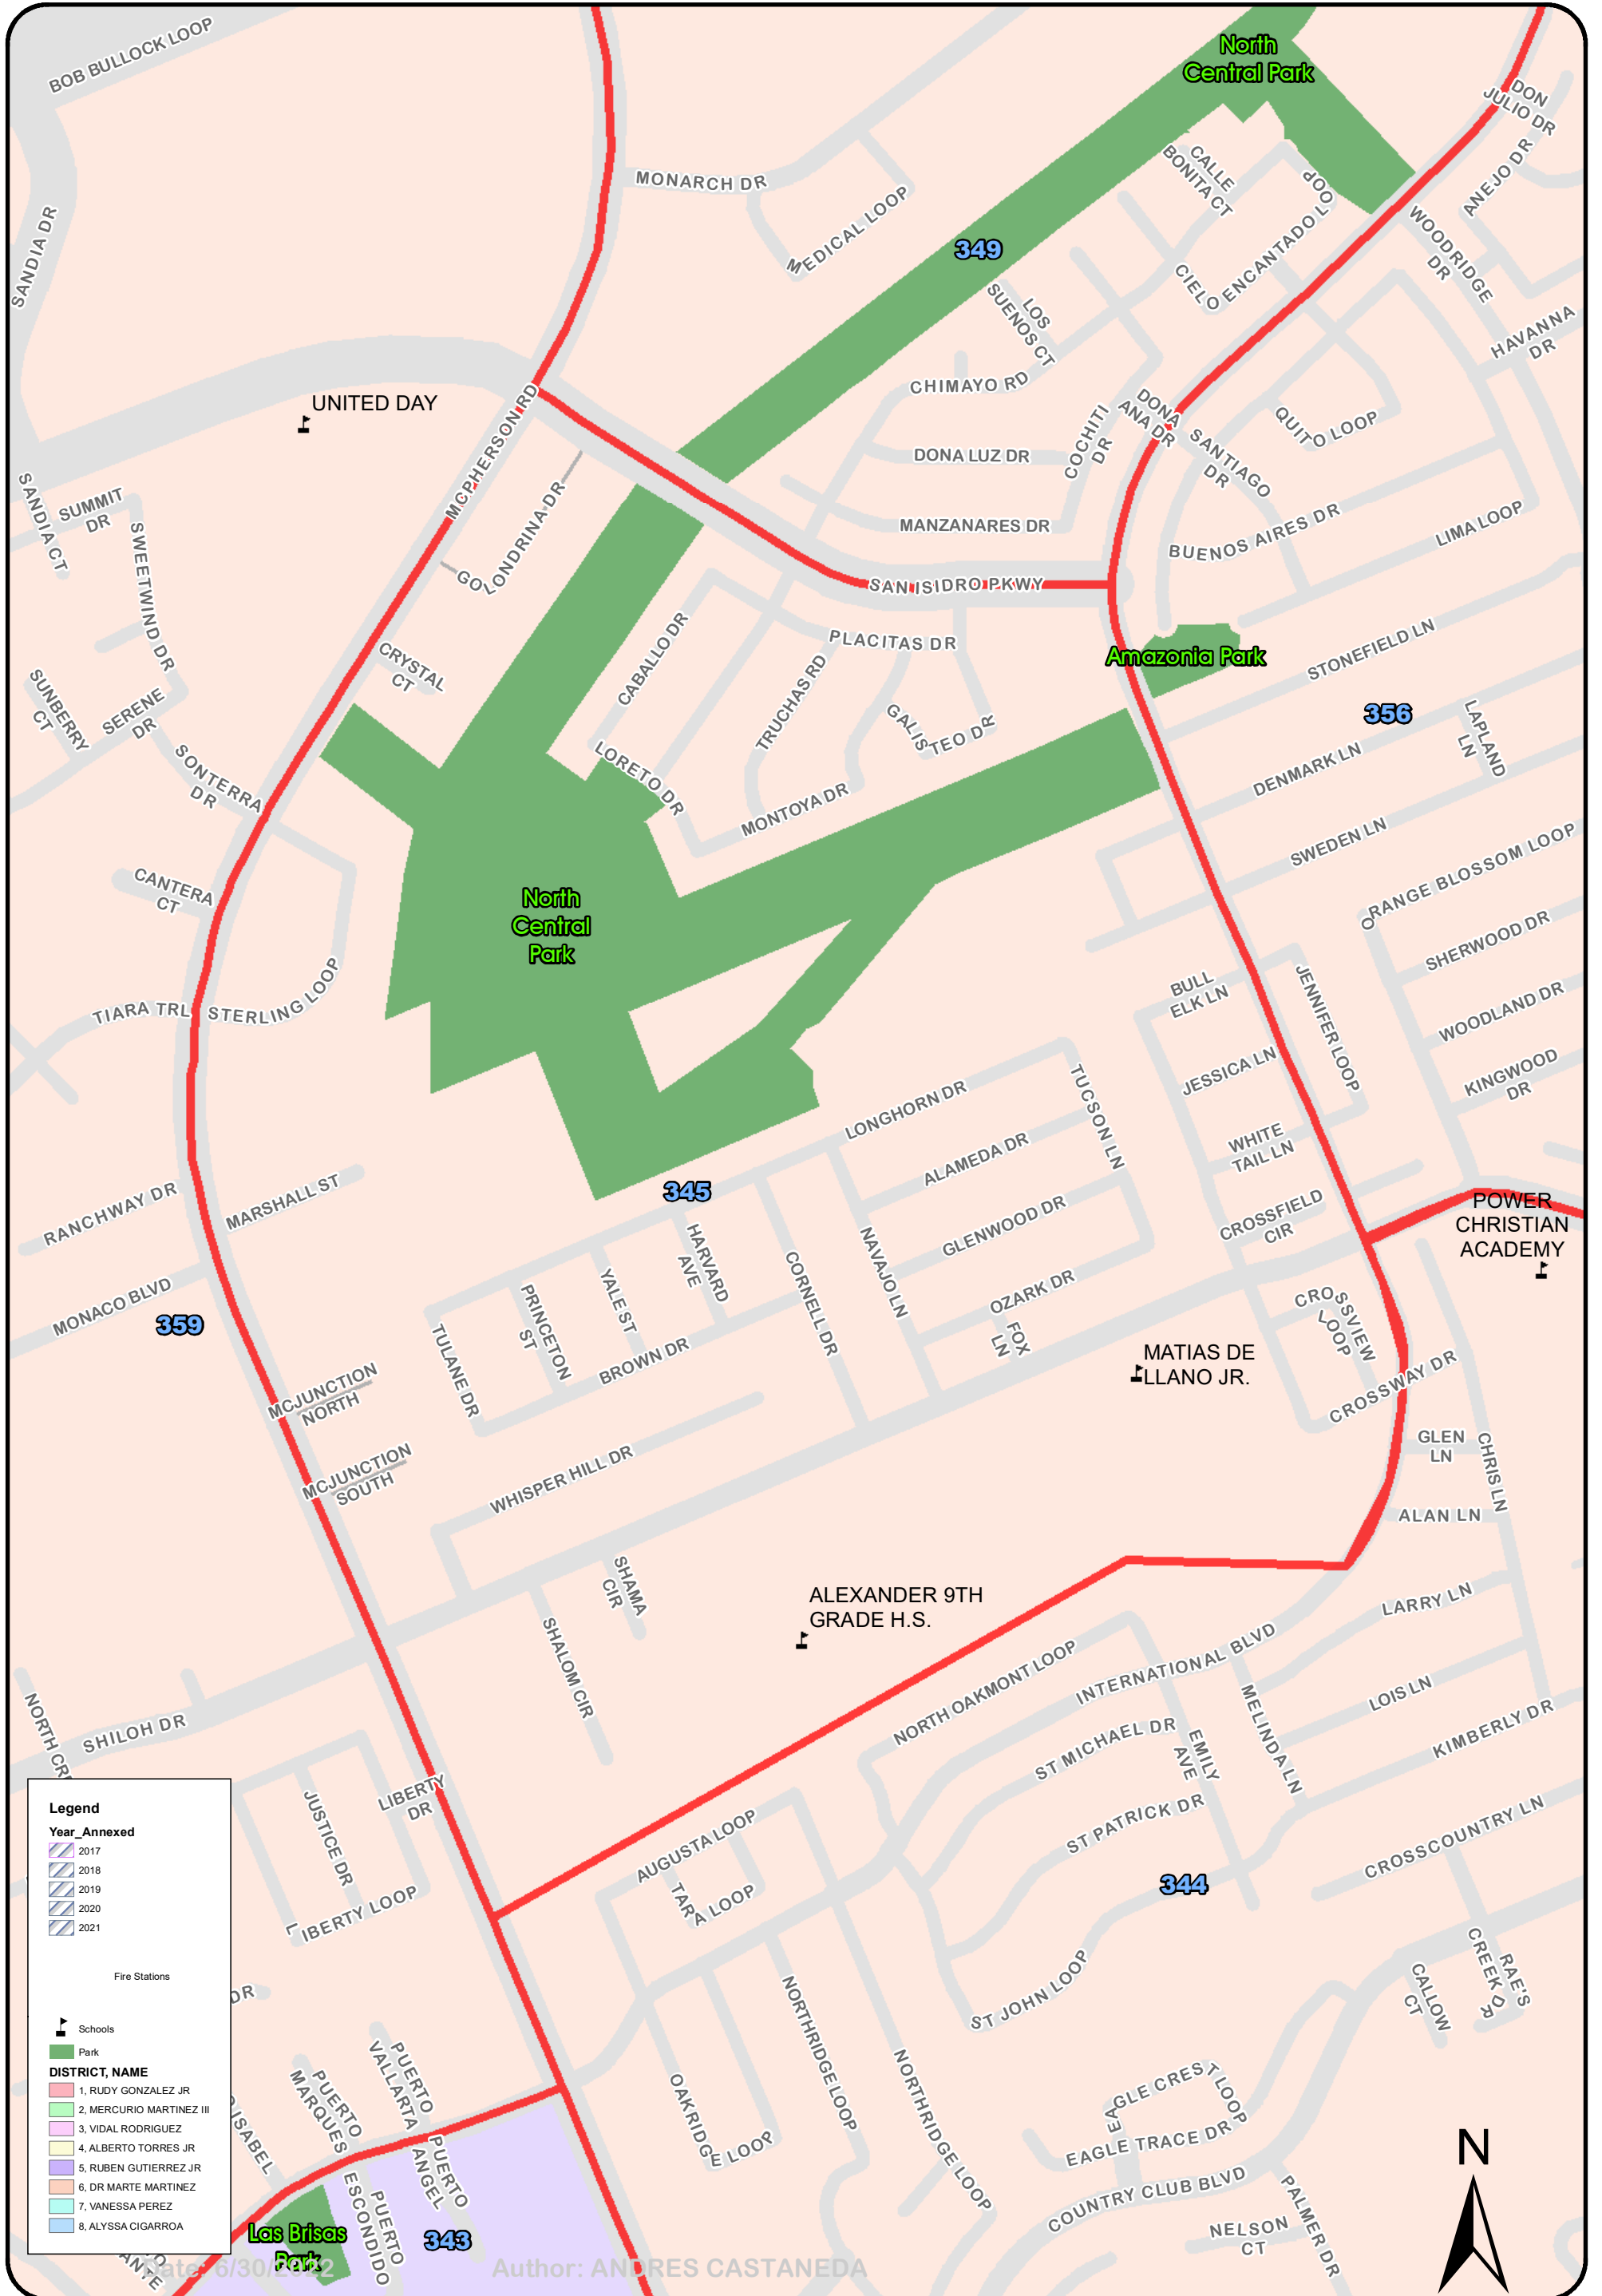 BOB BULLOCK LOOP
North
Central Park
DON
JULIO DR
ANEJO DR
MONARCH DR
MEDICAL LOOP
CALLE
BONITA CT
CIELO ENCANTADO LOOP
WOODRIDGE
DR
SANDIA DR
349
LOS
SUENOS CT
HAVANNA
DR
CHIMAYO RD
UNITED DAY
MCPHERSON RD
DONA
ANA DR
COCHITI
DR
QUITO LOOP
SANTIAGO
DR
DONA LUZ DR
SANDIA CT
SUMMIT
DR
SWEETWIND DR
GOLONDRINA DR
MANZANARES DR
BUENOS AIRES DR
LIMA LOOP
SAN ISIDRO PKWY
CABALLO DR
PLACITAS DR
Amazonia Park
STONEFIELD LN
CRYSTAL
CT
SUNBERRY
CT
SERENE
DR
TRUCHAS RD
GALISTEO DR
356
LAPLAND
LN
SONTERRA
DR
LORETO DR
MONTOYA DR
DENMARK LN
SWEDEN LN
ORANGE BLOSSOM LOOP
CANTERA
CT
North
Central
Park
SHERWOOD DR
BULL
ELK LN
JENNIFER LOOP
TIARA TRL
STERLING LOOP
WOODLAND DR
JESSICA LN
KINGWOOD
DR
LONGHORN DR
TUCSON LN
WHITE
TAIL LN
ALAMEDA DR
345
RANCHWAY DR
MARSHALL ST
POWER
CHRISTIAN
ACADEMY
GLENWOOD DR
CROSSFIELD
CIR
HARVARD
AVE
NAVAJO LN
MONACO BLVD
359
YALE ST
PRINCETON
ST
CORNELL DR
OZARK DR
FOX
LN
CROSSVIEW
LOOP
TULANE DR
BROWN DR
MATIAS DE
LLANO JR.
CROSSWAY DR
MCJUNCTION
NORTH
GLEN
LN
CHRIS LN
MCJUNCTION
SOUTH
WHISPER HILL DR
ALAN LN
SHAMA
CIR
ALEXANDER 9TH
GRADE H.S.
LARRY LN
SHALOM CIR
NORTH OAKMONT LOOP
INTERNATIONAL BLVD
LOIS LN
MELINDA LN
SHILOH DR
NORTH CRE
ST MICHAEL DR
EMILY
AVE
KIMBERLY DR
LIBERTY
DR
JUSTICE DR
AUGUSTA LOOP
ST PATRICK DR
CROSSCOUNTRY LN
TARA LOOP
344
LIBERTY LOOP
RAE'S
CREEK DR
CALLOW
CT
DR
ST JOHN LOOP
NORTHRIDGE LOOP
PUERTO
VALLARTA
PUERTO
MARQUES
OAKRIDGE LOOP
NORTHRIDGE LOOP
EAGLE CREST LOOP
EAGLE TRACE DR
PUERTO
ANGEL
PUERTO
ESCONDIDO
COUNTRY CLUB BLVD
PALMER DR
NELSON
CT
Las Brisas
Park
343
Legend
Year_Annexed
2017
2018
2019
2020
2021
Fire Stations
Schools
Park
DISTRICT, NAME
1, RUDY GONZALEZ JR
2, MERCURIO MARTINEZ III
3, VIDAL RODRIGUEZ
4, ALBERTO TORRES JR
5, RUBEN GUTIERREZ JR
6, DR MARTE MARTINEZ
7, VANESSA PEREZ
8, ALYSSA CIGARROA
N
Date: 6/30/2022
Author: ANDRES CASTANEDA